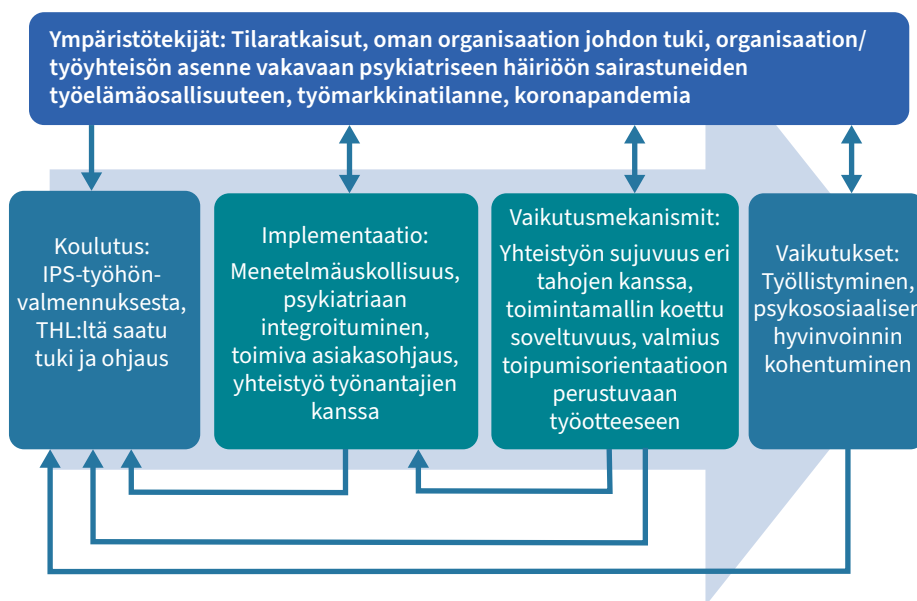 Ympäristötekijät: Tilaratkaisut, oman organisaation johdon tuki, organisaation/
työyhteisön asenne vakavaan psykiatriseen häiriöön sairastuneiden
työelämäosallisuuteen, työmarkkinatilanne, koronapandemia
Koulutus:
IPS-työhön-
valmennuksesta,
THL:ltä saatu
tuki ja ohjaus
Implementaatio:
Menetelmäuskollisuus,
psykiatriaan
integroituminen,
toimiva asiakasohjaus,
yhteistyö työnantajien
kanssa
Vaikutusmekanismit:
Yhteistyön sujuvuus eri
tahojen kanssa,
toimintamallin koettu
soveltuvuus, valmius
toipumisorientaatioon
perustuvaan
työotteeseen
Vaikutukset:
Työllistyminen,
psykososiaalisen
hyvinvoinnin
kohentuminen